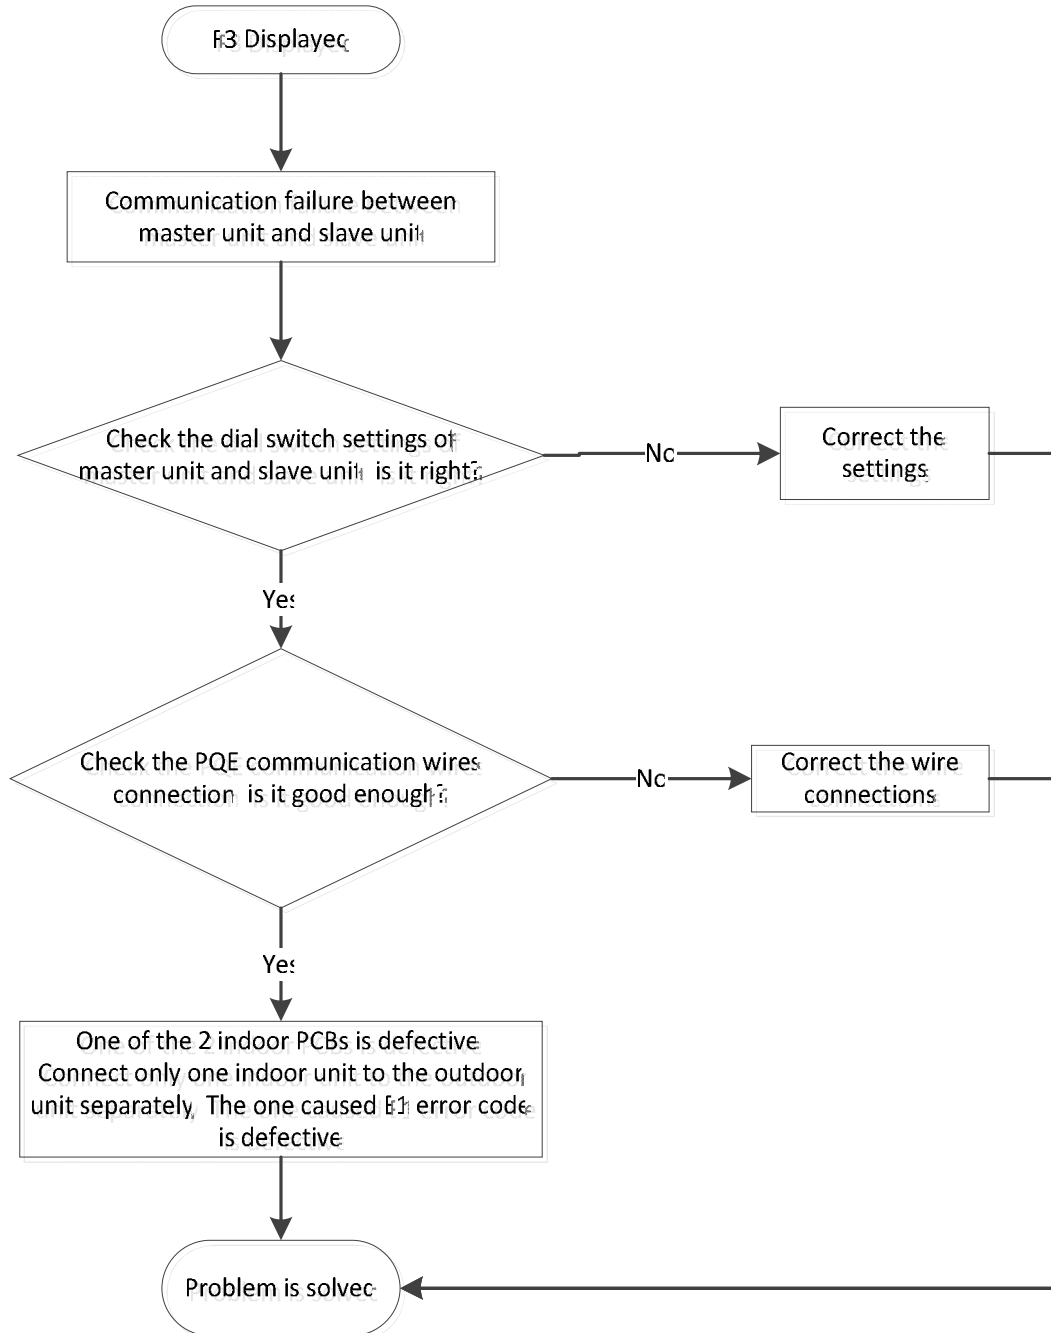 F3 Displayed
Communication failure between
master unit and slave unit
Check the dial switch settings of
master unit and slave unit is it right?
No
Correct the
settings
Yes
Check the PQE communication wires
connection is it good enough?
No
Correct the wire
connections
Yes
One of the 2 indoor PCBs is defective
Connect only one indoor unit to the outdoor
unit separately, The one caused E1 error code
is defective
Problem is solved